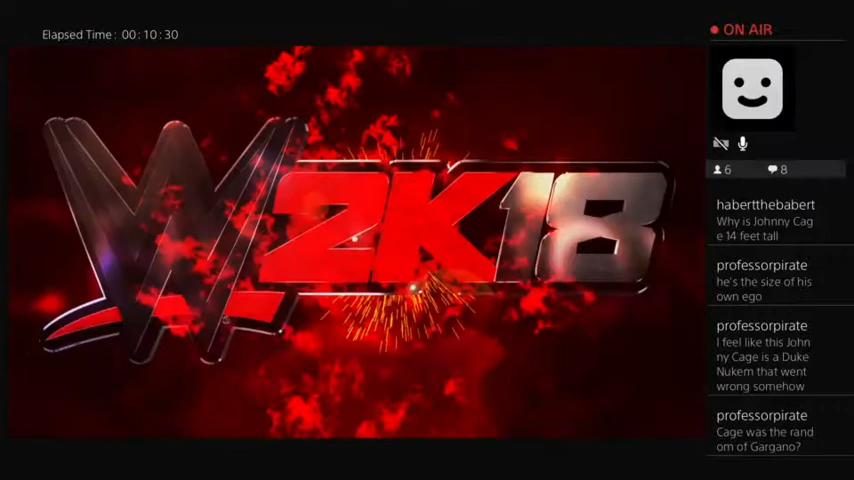 Elapsed Time : 00:10:30
ON AIR
W 2K18
6
8
habertthebabert
Why is Johnny Cag
e 14 feet tall
professorpirate
he's the size of his
own ego
professorpirate
I feel like this John
ny Cage is a Duke
Nukem that went
wrong somehow
professorpirate
Cage was the rand
om of Gargano?